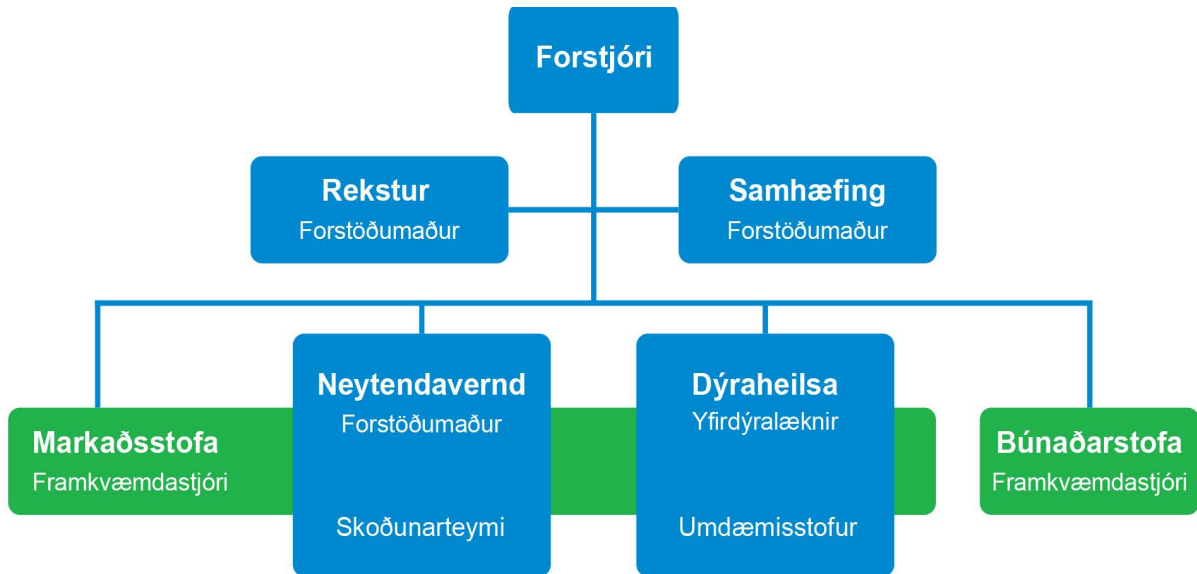 Forstjóri
Rekstur
Forstöðumaður
Samhæfing
Forstöðumaður
Neytendavernd
Forstöðumaður
Skoðunarteymi
Dýraheilsa
Yfirdýralæknir
Umdæmisstofur
Markaðsstofa
Framkvæmdastjóri
Búnaðarstofa
Framkvæmdastjóri